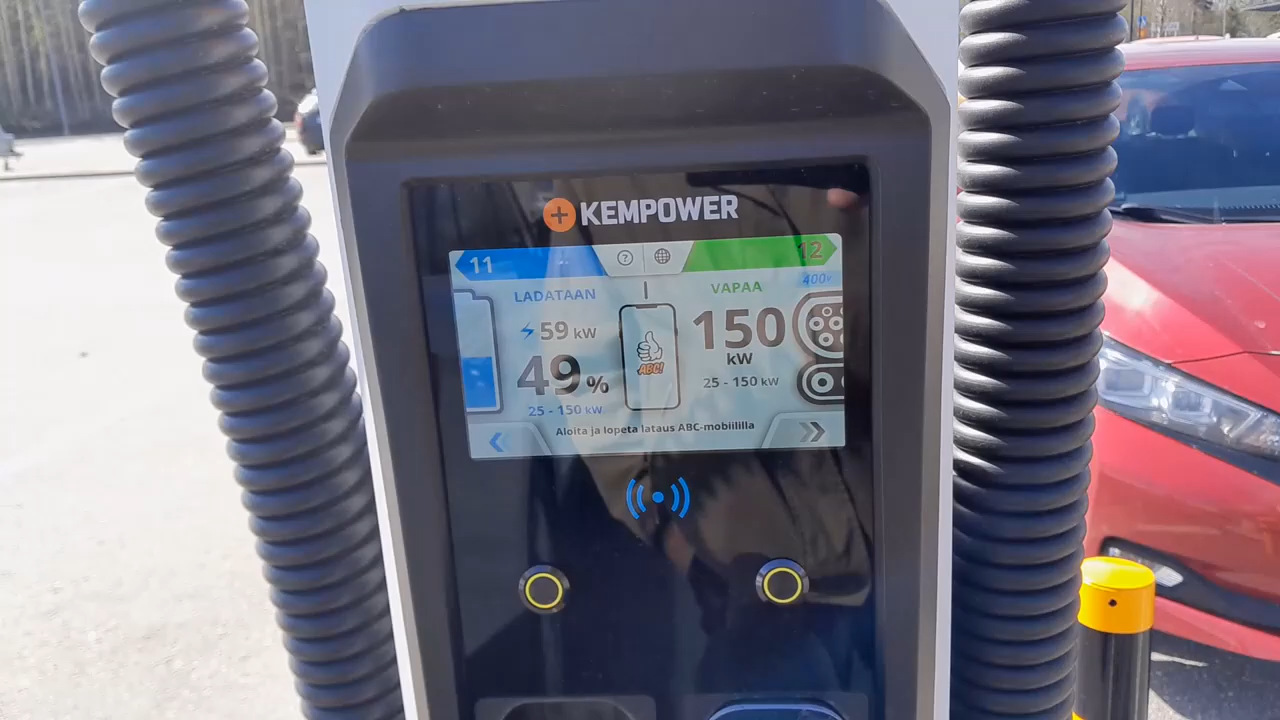 KEMPOWER
11
?
12
400V
LADATAAN
59 kW
49%
25 - 150 kW
ABC!
VAPAA
150
kW
25 - 150 kW
Aloita ja lopeta lataus ABC-mobiililla